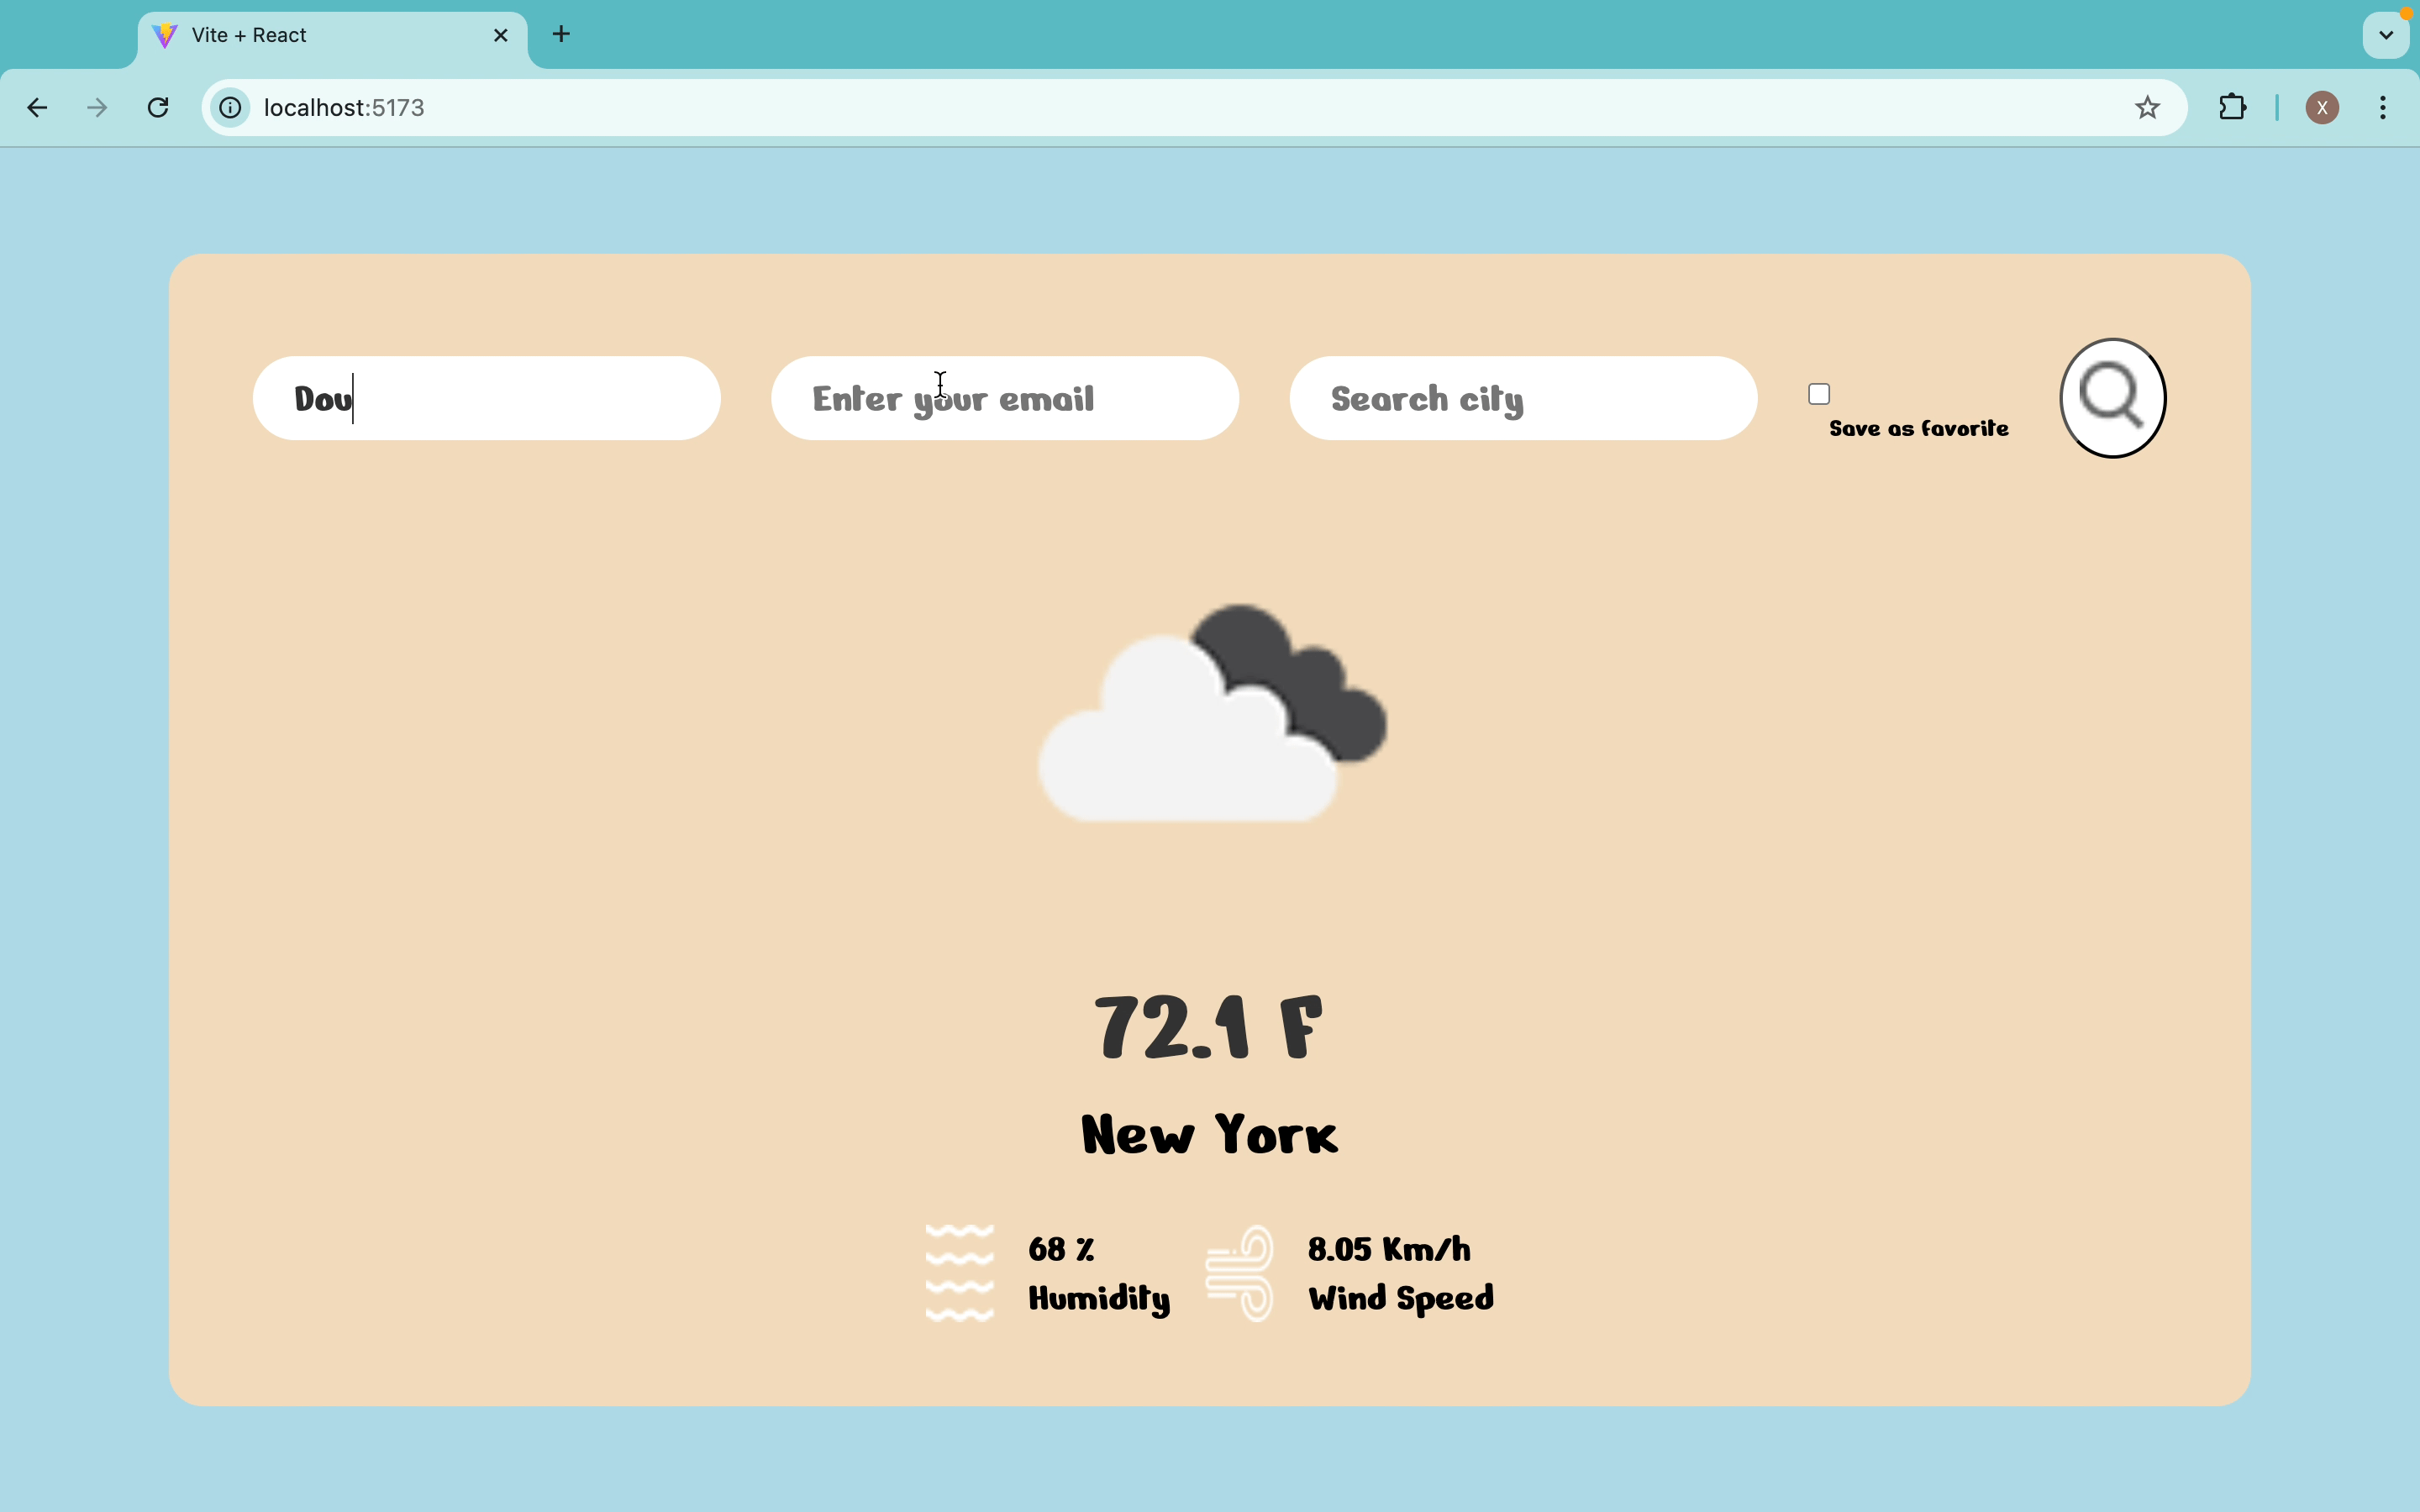 Vite + React
localhost:5173
X
Dou
Enter your email
Search city
Save as favorite
72.1 F
New York
68 %
Humidity
8.05 Km/h
Wind Speed